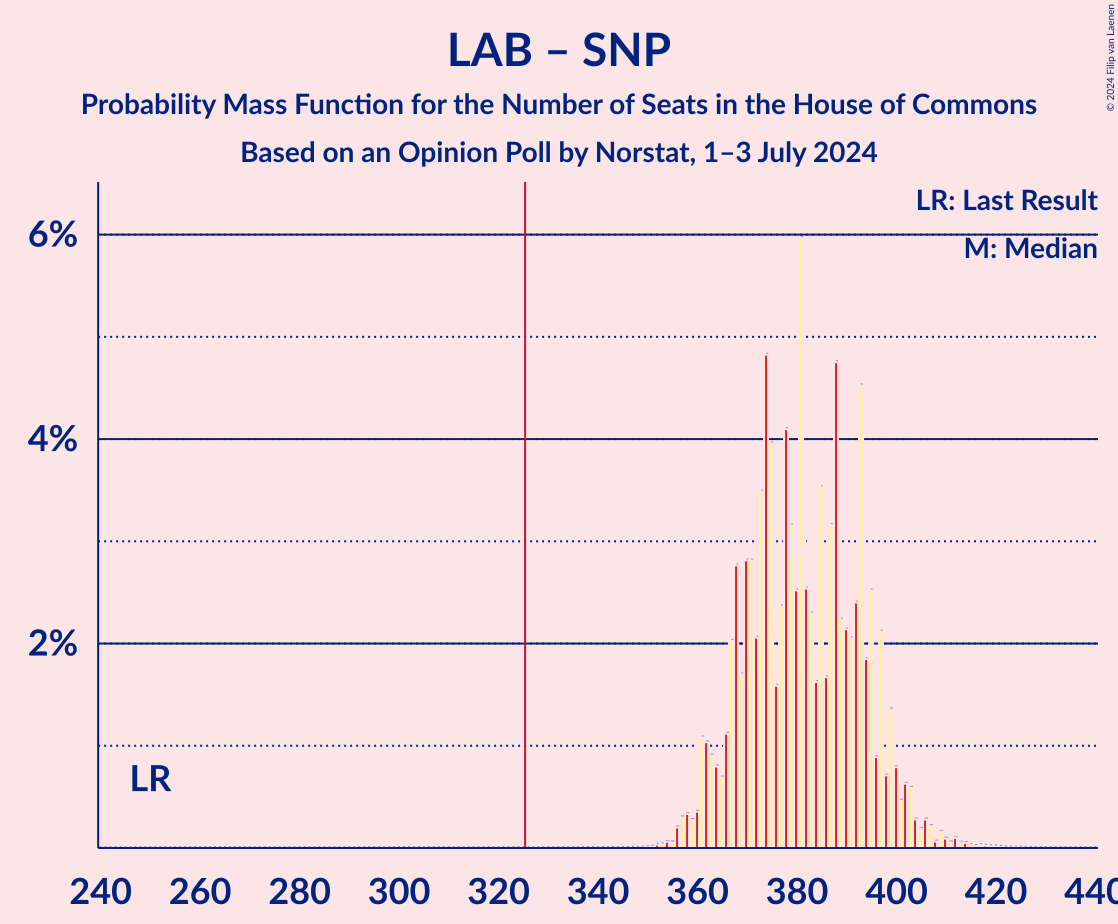 LAB – SNP
Probability Mass Function for the Number of Seats in the House of Commons
Based on an Opinion Poll by Norstat, 1–3 July 2024
© 2024 Filip van Laenen
LR: Last Result
M: Median
6%
4%
2%
LR
240 260 280 300 320 340 360 380 400 420 440